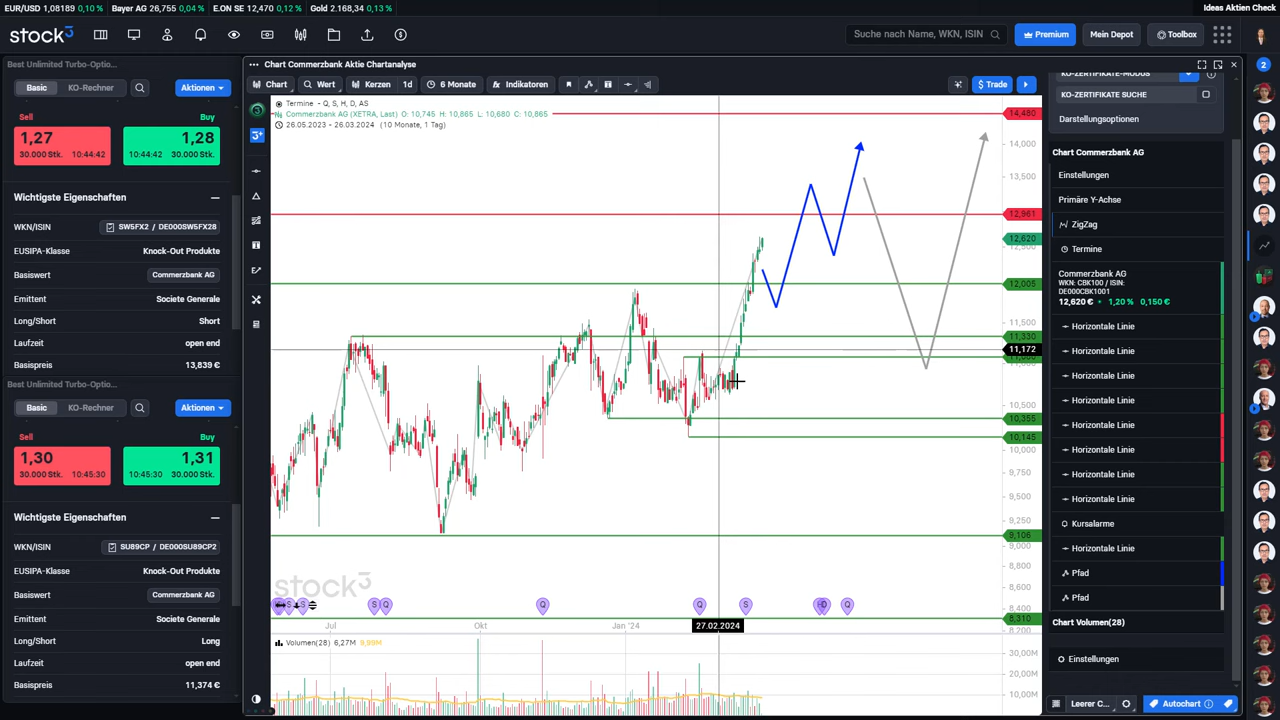 EUR/USD 1,08189 0,10 % Bayer AG 26,755 0,04 % E.ON SE 12,470 0,12 % Gold 2.168,34 0,13 %
Ideas Aktien Check
stock3
Suche nach Name, WKN, ISIN
Premium
Mein Depot
Toolbox
Best Unlimited Turbo-Optio...
Basic KO-Rechner Aktionen
Sell Buy
1,27 1,28
30.000 Stk. 10:44:42 10:44:42 30.000 Stk.
Wichtigste Eigenschaften
WKN/ISIN SW5FX2 / DE000SW5FX28
EUSIPA-Klasse Knock-Out Produkte
Basiswert Commerzbank AG
Emittent Societe Generale
Long/Short Short
Laufzeit open end
Basispreis 13,839 €
Best Unlimited Turbo-Optio...
Basic KO-Rechner Aktionen
Sell Buy
1,30 1,31
30.000 Stk. 10:45:30 10:45:30 30.000 Stk.
Wichtigste Eigenschaften
WKN/ISIN SU89CP / DE000SU89CP2
EUSIPA-Klasse Knock-Out Produkte
Basiswert Commerzbank AG
Emittent Societe Generale
Long/Short Long
Laufzeit open end
Basispreis 11,374 €
Chart Commerzbank Aktie Chartanalyse
Chart Wert Kerzen 1d 6 Monate Indikatoren Trade
Termine - Q, S, H, D, AS
Commerzbank AG (XETRA, Last) O: 10,745 H: 10,865 L: 10,680 C: 10,865
26.05.2023 - 26.03.2024 (10 Monate, 1 Tag)
14,480
14,000
13,500
12,961
12,620
12,500
12,005
11,500
11,330
11,172
10,500
10,355
10,145
10,000
9,750
9,500
9,250
9,106
9,000
8,800
8,600
8,400
8,310
8,200
stock3
S S S Q Q Q S D Q
Jul Okt Jan '24 27.02.2024
Volumen(28) 6,27M 9,99M
30,00M
20,00M
10,00M
KO-ZERTIFIKATE-MODUS
KO-ZERTIFIKATE SUCHE
Darstellungsoptionen
Chart Commerzbank AG
Einstellungen
Primäre Y-Achse
ZigZag
Termine
Commerzbank AG
WKN: CBK100 / ISIN:
DE000CBK1001
12,620 € 1,20 % 0,150 €
Horizontale Linie
Horizontale Linie
Horizontale Linie
Horizontale Linie
Horizontale Linie
Horizontale Linie
Horizontale Linie
Horizontale Linie
Kursalarme
Horizontale Linie
Pfad
Pfad
Chart Volumen(28)
Einstellungen
Leerer C...
Autochart
2